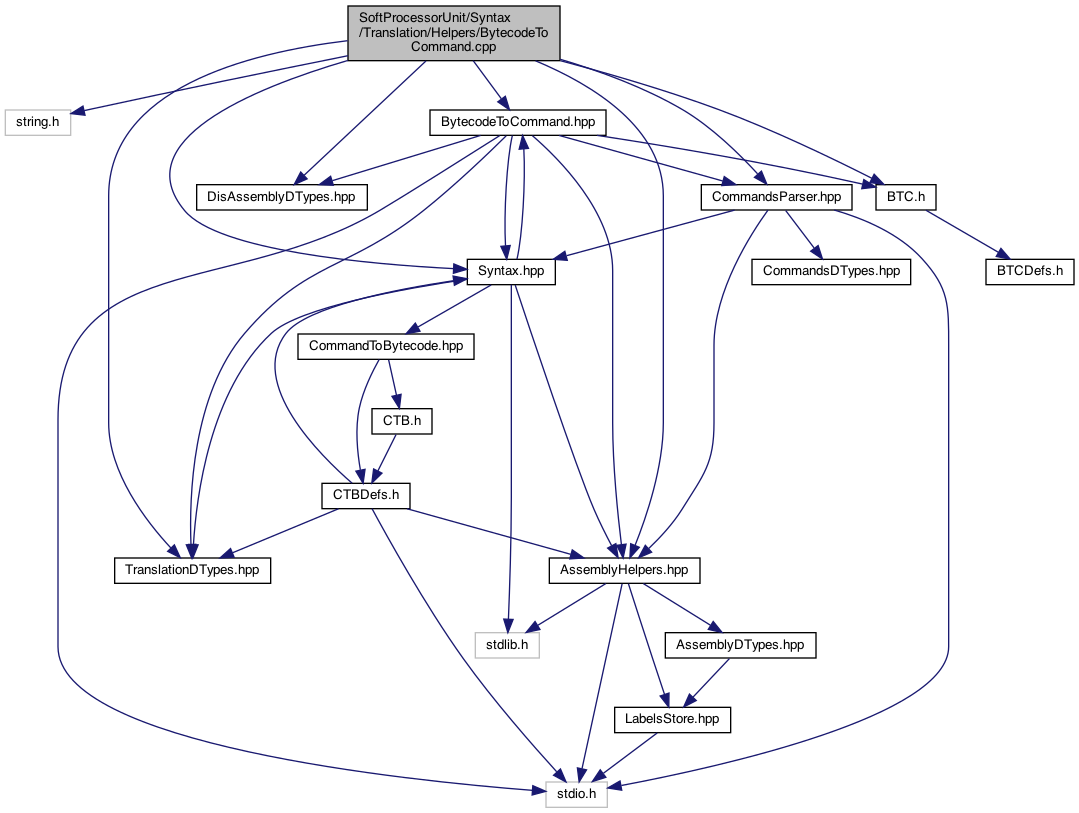 SoftProcessorUnit/Syntax
/Translation/Helpers/BytecodeTo
Command.cpp
string.h
BytecodeToCommand.hpp
DisAssemblyDTypes.hpp
CommandsParser.hpp
BTC.h
Syntax.hpp
CommandsDTypes.hpp
BTCDefs.h
CommandToBytecode.hpp
CTB.h
CTBDefs.h
TranslationDTypes.hpp
AssemblyHelpers.hpp
stdlib.h
AssemblyDTypes.hpp
LabelsStore.hpp
stdio.h